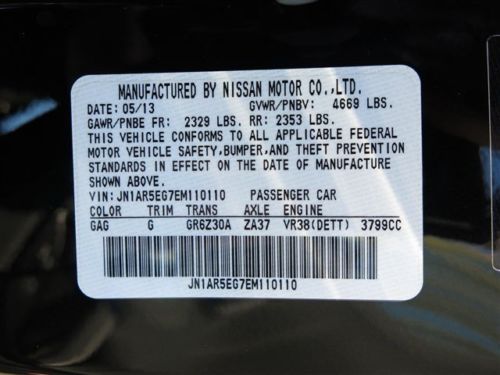 MANUFACTURED BY NISSAN MOTOR CO.,LTD.
DATE: 05/13 GVWR/PNBV: 4669 LBS.
GAWR/PNBE FR: 2329 LBS. RR: 2353 LBS.
THIS VEHICLE CONFORMS TO ALL APPLICABLE FEDERAL
MOTOR VEHICLE SAFETY,BUMPER,AND THEFT PREVENTION
STANDARDS IN EFFECT ON THE DATE OF MANUFACTURE
SHOWN ABOVE.
VIN: JN1AR5EG7EM110110 PASSENGER CAR
COLOR TRIM TRANS AXLE ENGINE
GAG G GR6Z30A ZA37 VR38(DETT) 3799CC
JN1AR5EG7EM110110